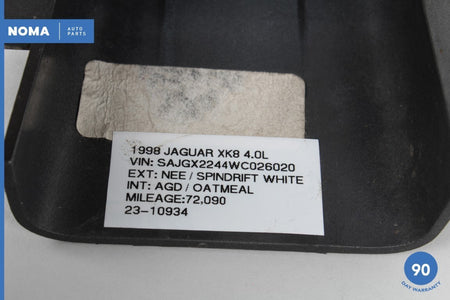 NOMA AUTO PARTS
1998 JAGUAR XK8 4.0L
VIN: SAJGX2244WC026020
EXT: NEE / SPINDRIFT WHITE
INT: AGD / OATMEAL
MILEAGE:72,090
23-10934
90
DAY WARRANTY